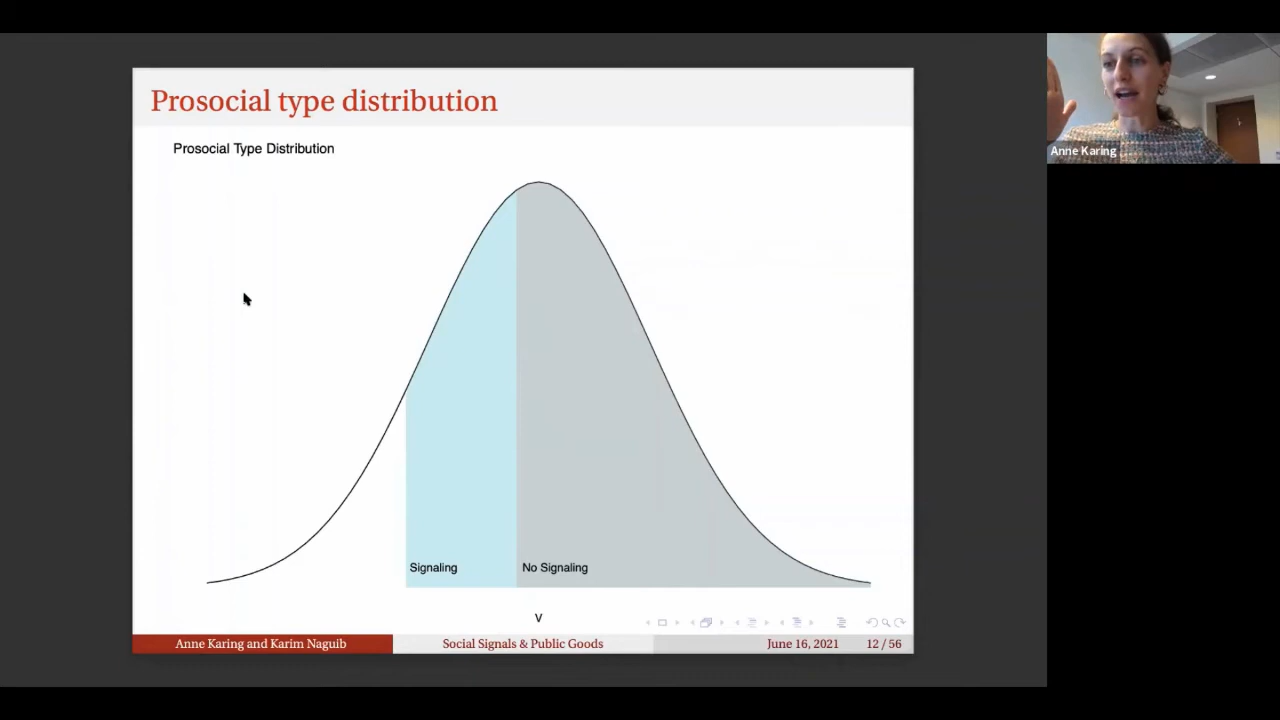 Prosocial type distribution
Prosocial Type Distribution
Anne Karing
Signaling
No Signaling
v
Anne Karing and Karim Naguib
Social Signals & Public Goods
June 16, 2021
12 / 56